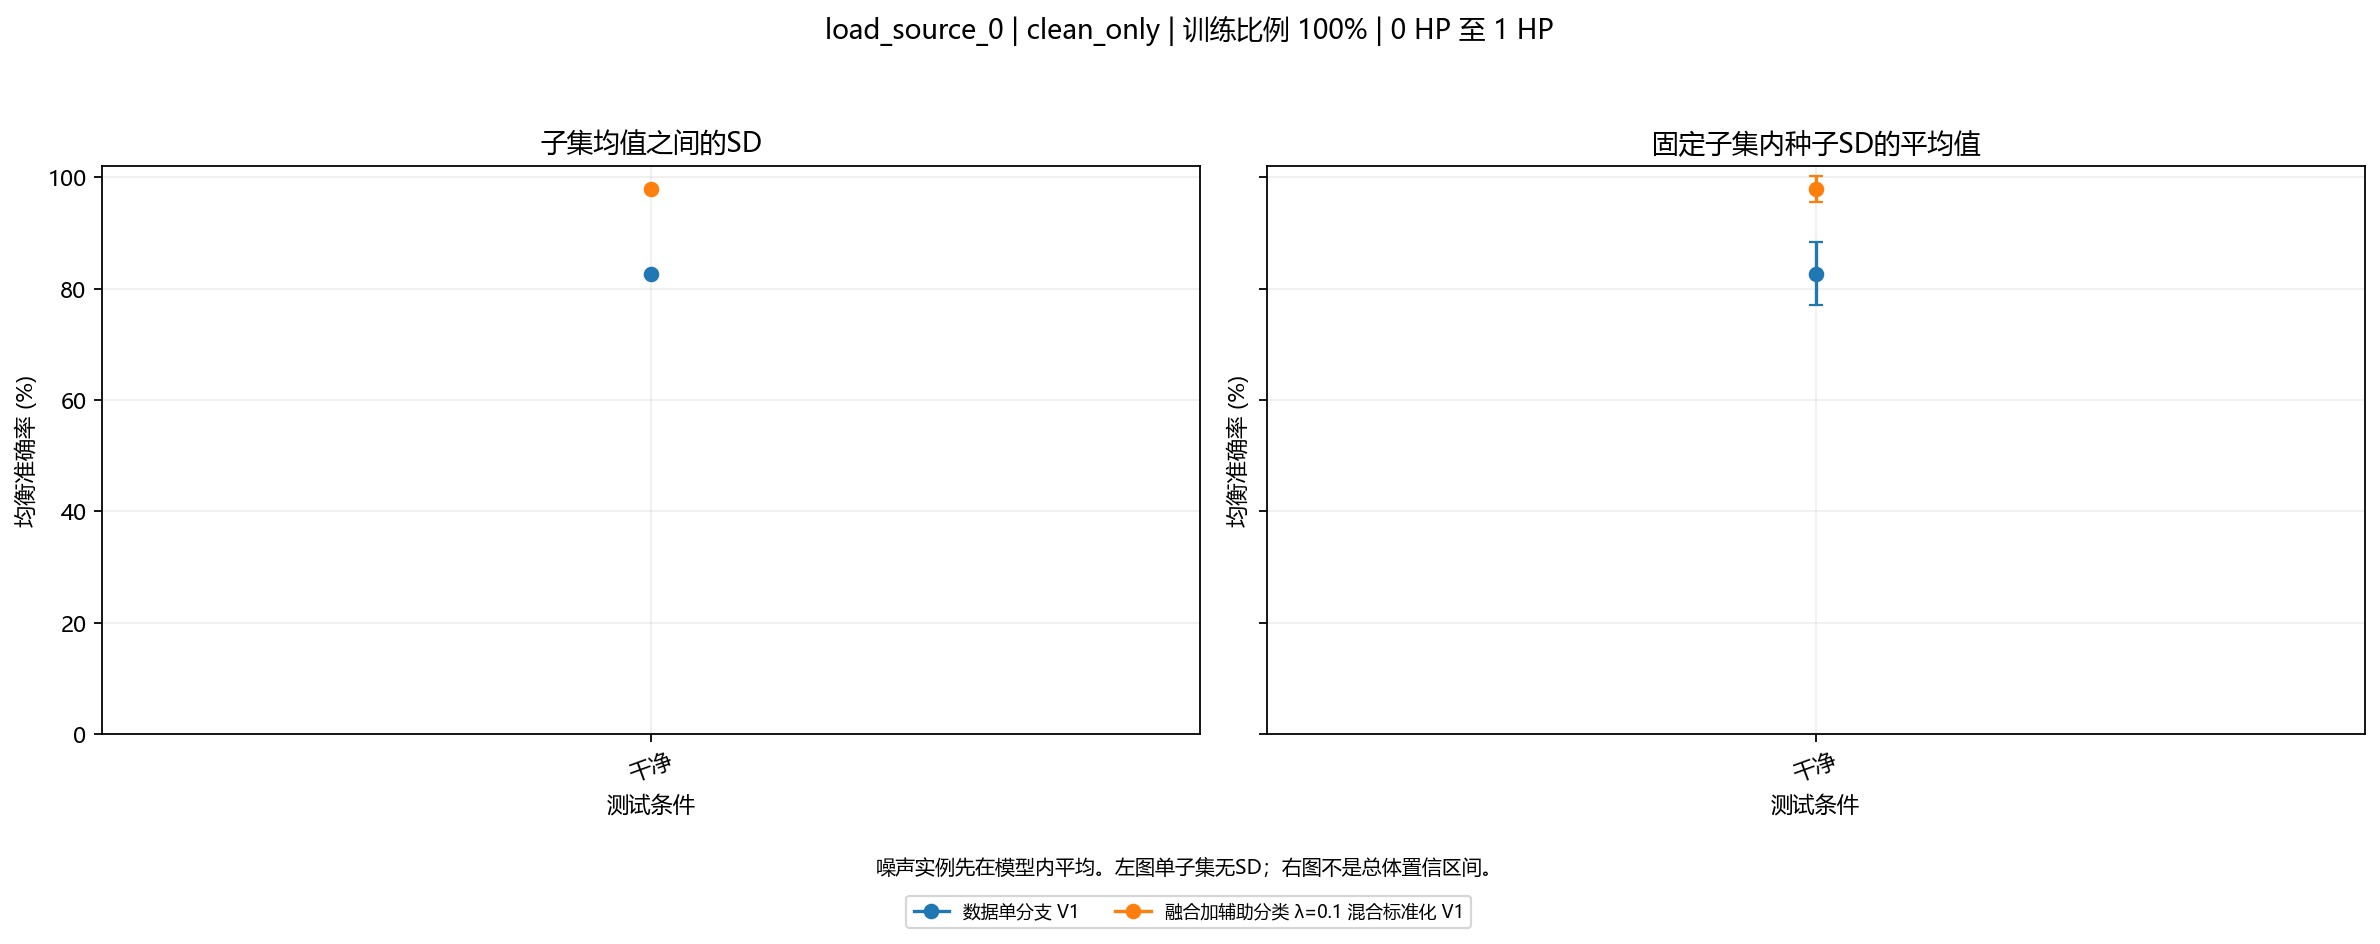 load_source_0 | clean_only | 训练比例 100% | 0 HP 至 1 HP
子集均值之间的SD
100
80
60
40
20
0
均衡准确率 (%)
干净
测试条件
固定子集内种子SD的平均值
均衡准确率 (%)
干净
测试条件
噪声实例先在模型内平均。左图单子集无SD；右图不是总体置信区间。
数据单分支 V1
融合加辅助分类 λ=0.1 混合标准化 V1